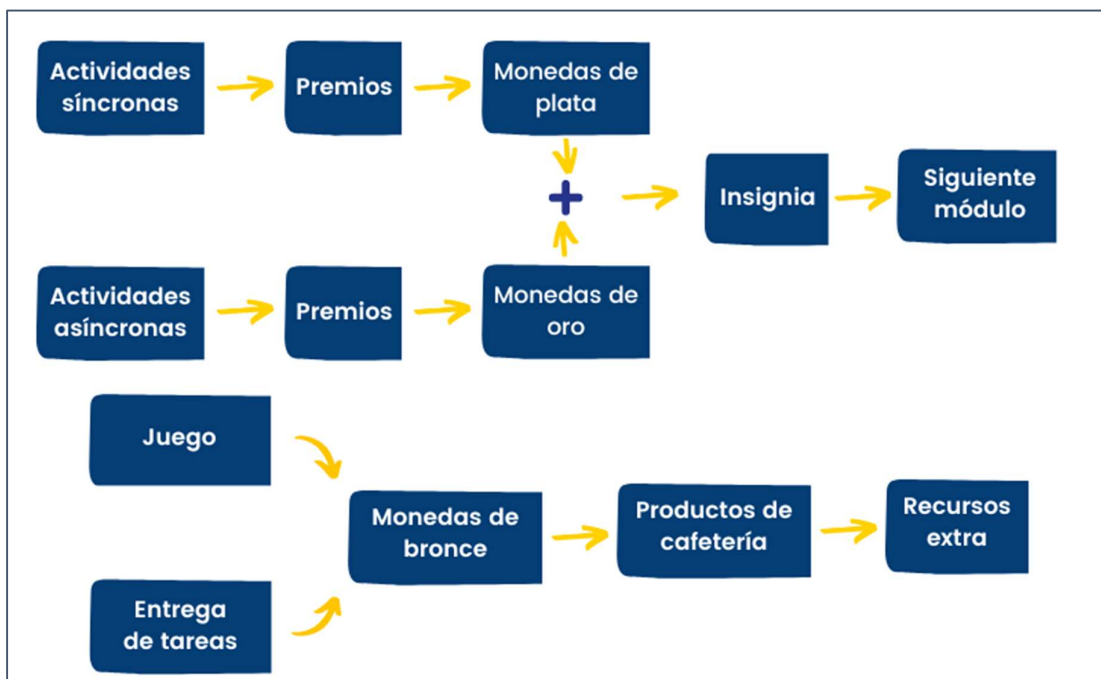 Actividades
síncronas
Premios
Monedas de
plata
+
Insignia
Siguiente
módulo
Actividades
asíncronas
Premios
Monedas de
oro
Juego
Monedas de
bronce
Productos de
cafetería
Recursos
extra
Entrega
de tareas